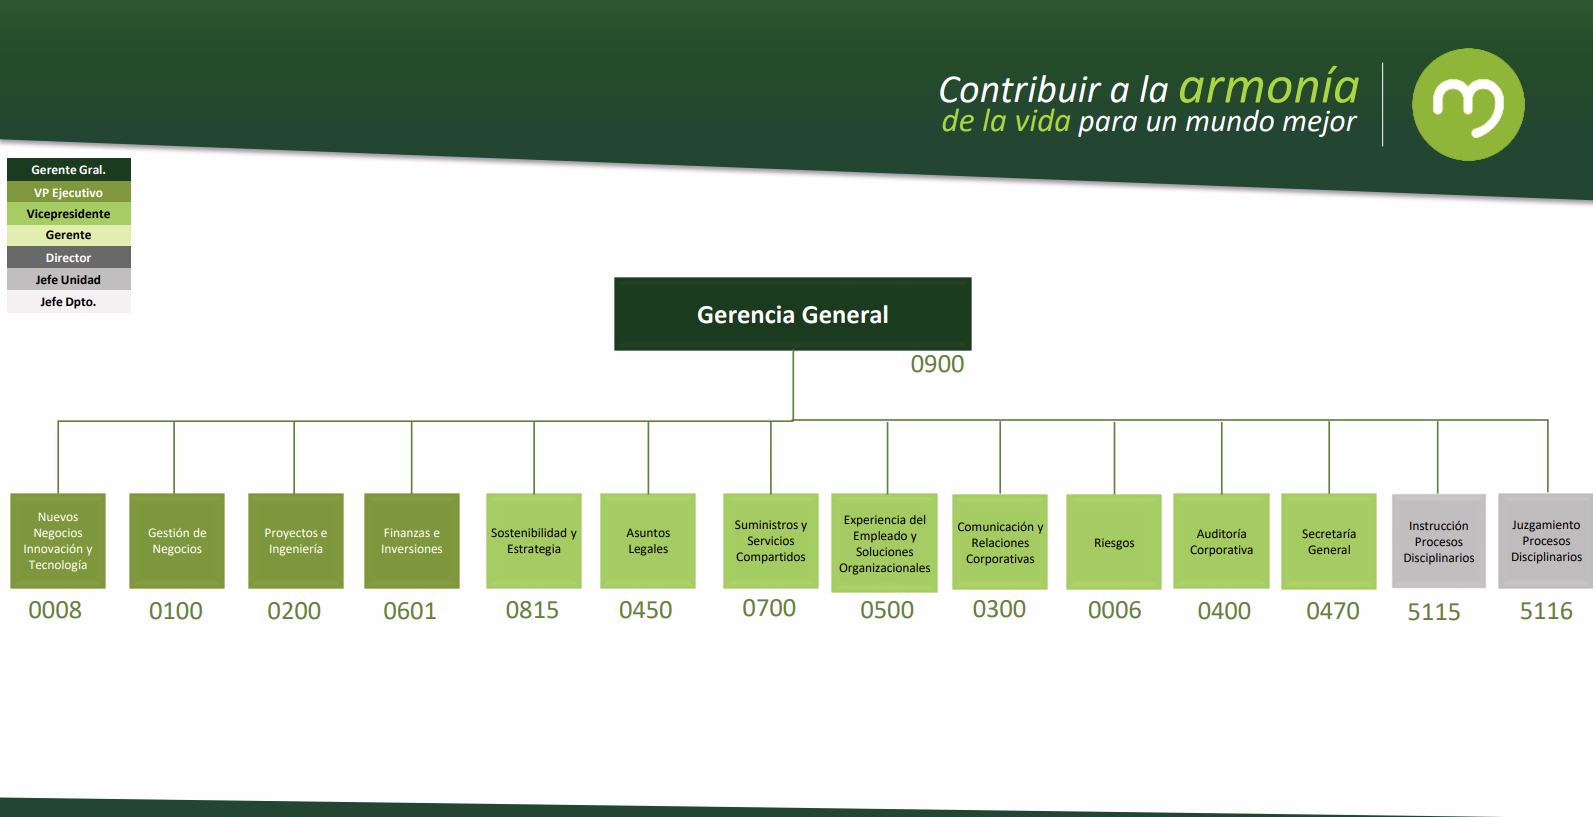 Contribuir a la armonía
de la vida para un mundo mejor
Gerente Gral.
VP Ejecutivo
Vicepresidente
Gerente
Director
Jefe Unidad
Jefe Dpto.
Gerencia General
0900
Nuevos
Negocios
Innovación y
Tecnología
0008
Gestión de
Negocios
0100
Proyectos e
Ingeniería
0200
Finanzas e
Inversiones
0601
Sostenibilidad y
Estrategia
0815
Asuntos
Legales
0450
Suministros y
Servicios
Compartidos
0700
Experiencia del
Empleado y
Soluciones
Organizacionales
0500
Comunicación y
Relaciones
Corporativas
0300
Riesgos
0006
Auditoría
Corporativa
0400
Secretaría
General
0470
Instrucción
Procesos
Disciplinarios
5115
Juzgamiento
Procesos
Disciplinarios
5116